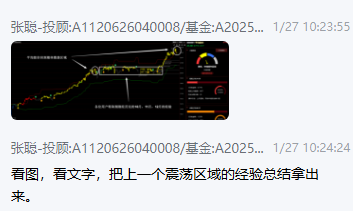 张聪-投顾:A1120626040008/基金:A2025... 1/27 10:23:55
张聪-投顾:A1120626040008/基金:A2025... 1/27 10:24:24
看图，看文字，把上一个震荡区域的经验总结拿出
来。